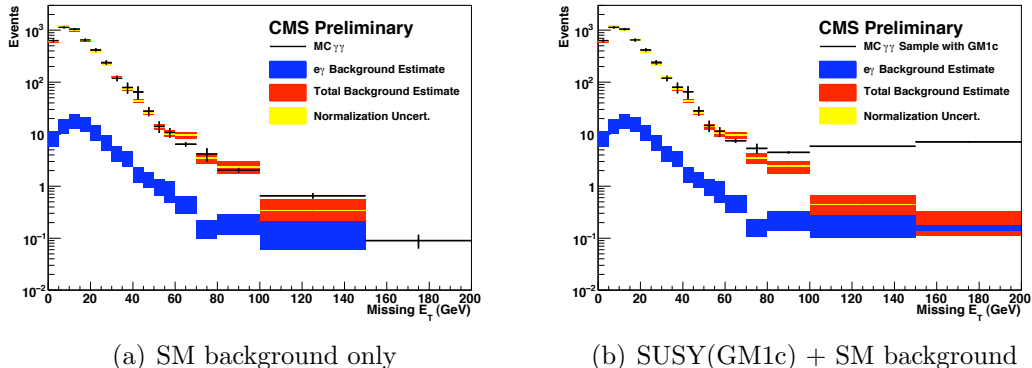 Events
10³
10²
10
1
10⁻¹
10⁻²
CMS Preliminary
MC γγ
eγ Background Estimate
Total Background Estimate
Normalization Uncert.
0 20 40 60 80 100 120 140 160 180 200
Missing E_T (GeV)
(a) SM background only
Events
10³
10²
10
1
10⁻¹
10⁻²
CMS Preliminary
MC γγ Sample with GM1c
eγ Background Estimate
Total Background Estimate
Normalization Uncert.
0 20 40 60 80 100 120 140 160 180 200
Missing E_T (GeV)
(b) SUSY(GM1c) + SM background